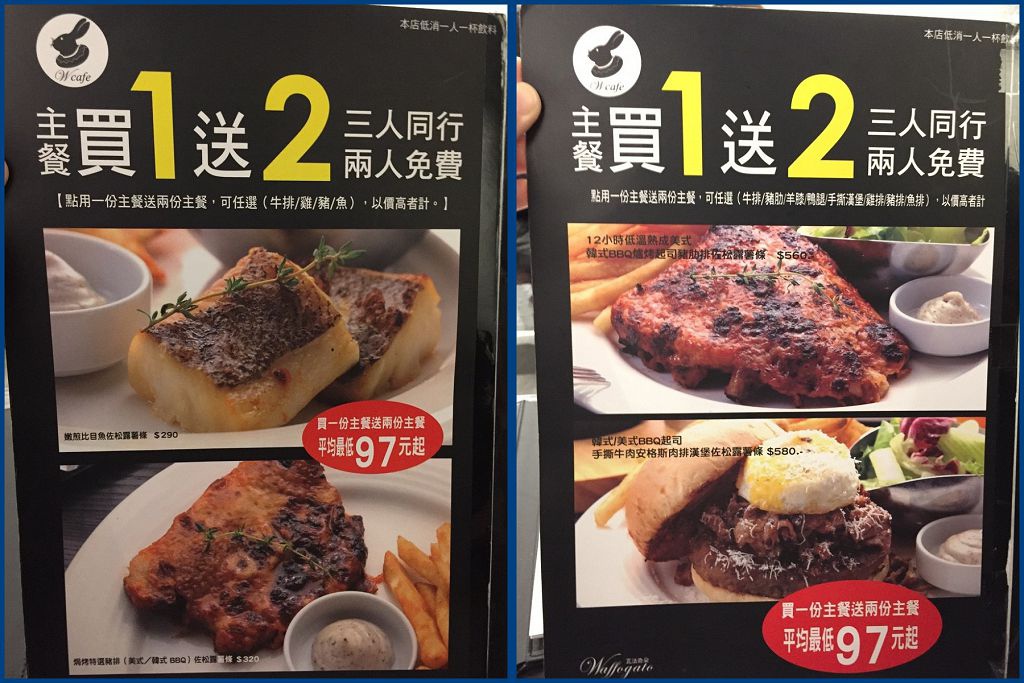 本店低消一人一杯飲料
W cafe
主餐買1送2
三人同行
兩人免費
【點用一份主餐送兩份主餐，可任選（牛排/雞/豬/魚），以價高者計。】
嫩煎比目魚佐松露薯條 $290
買一份主餐送兩份主餐
平均最低97元起
焗烤特選豬排（美式／韓式 BBQ）佐松露薯條 $320
本店低消一人一杯飲
W cafe
主餐買1送2
三人同行
兩人免費
點用一份主餐送兩份主餐，可任選（牛排/豬肋/羊膝/鴨腿/手撕漢堡/雞排/豬排/魚排），以價高者計
12小時低溫熟成美式
韓式BBQ爐烤起司豬肋排佐松露薯條 $560
韓式/美式BBQ起司
手撕牛肉安格斯肉排漢堡佐松露薯條 $580.-
買一份主餐送兩份主餐
平均最低97元起
Waffogato